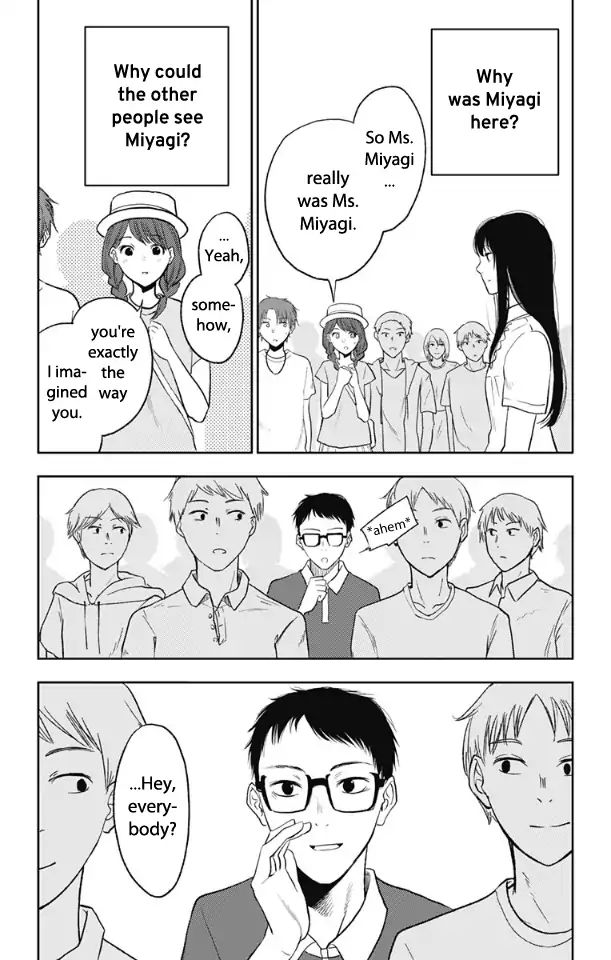 Why
was Miyagi
here?
So Ms.
Miyagi
...
really
was Ms.
Miyagi.
Why could
the other
people see
Miyagi?
...
Yeah,
some-
how,
you're
exactly
the
way
I ima-
gined
you.
*ahem*
...Hey,
every-
body?